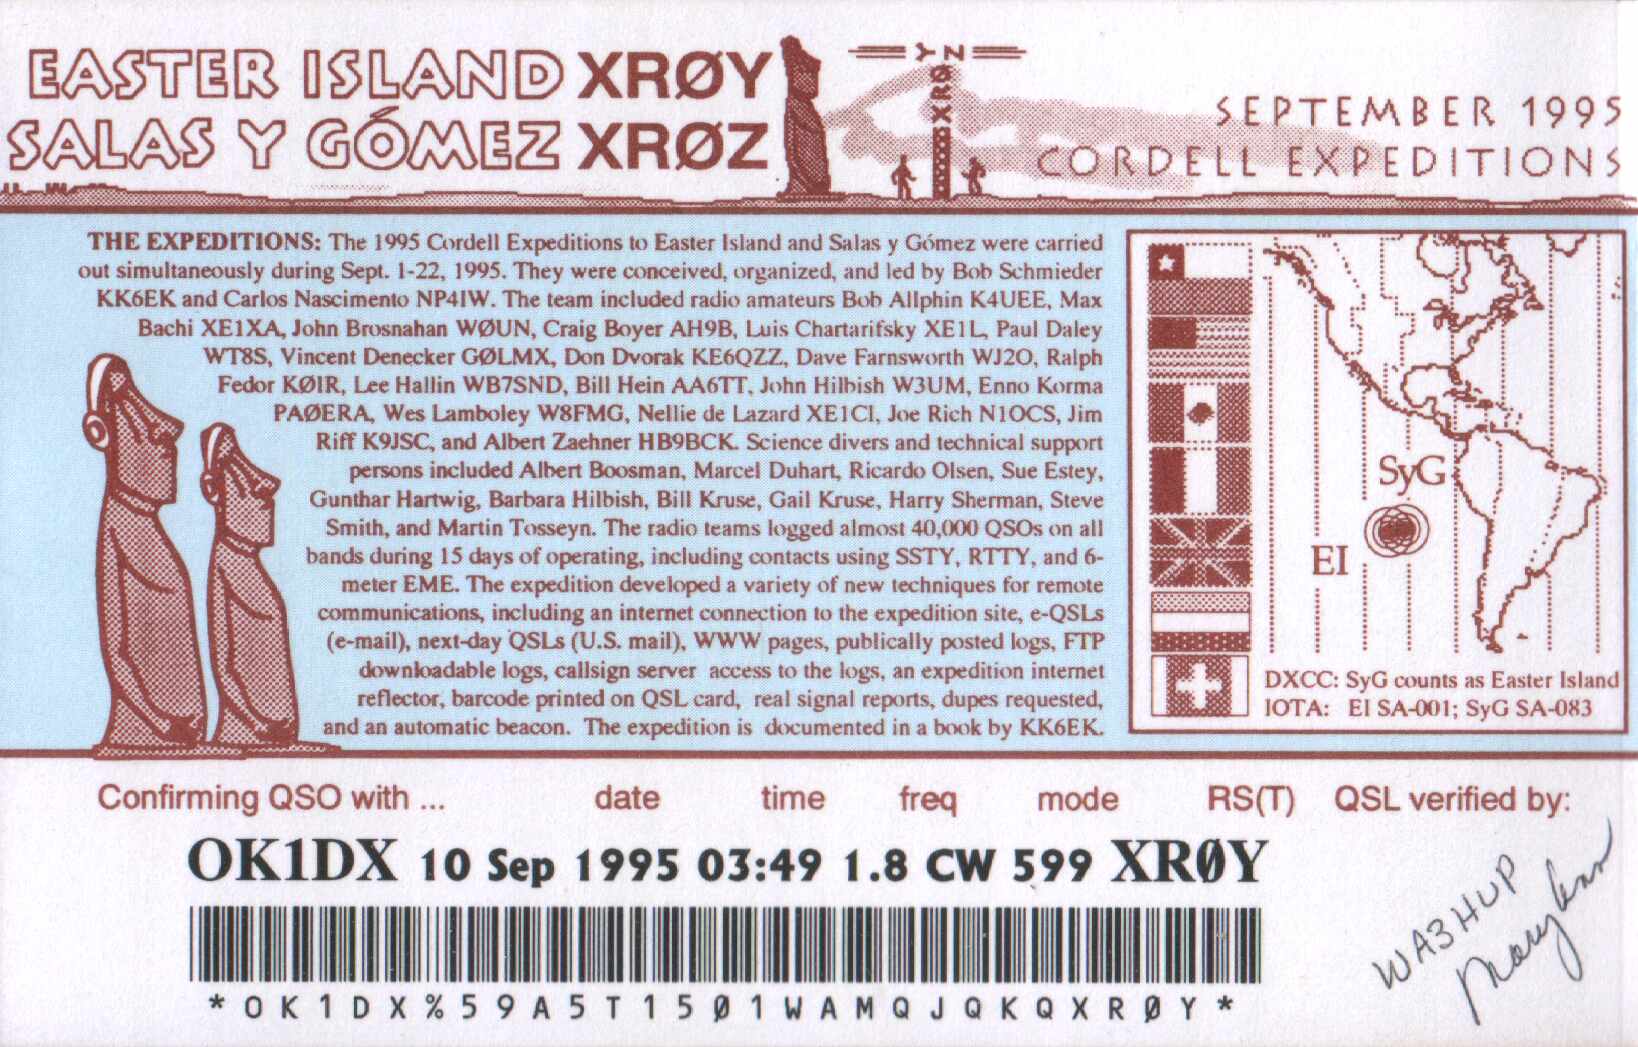 EASTER ISLAND XRØY
SALAS Y GÓMEZ XRØZ
XRØY
Z
SEPTEMBER 1995
CORDELL EXPEDITIONS
THE EXPEDITIONS: The 1995 Cordell Expeditions to Easter Island and Salas y Gómez were carried
out simultaneously during Sept. 1-22, 1995. They were conceived, organized, and led by Bob Schmieder
KK6EK and Carlos Nascimento NP4IW. The team included radio amateurs Bob Allphin K4UEE, Max
Bachi XE1XA, John Brosnahan WØUN, Craig Boyer AH9B, Luis Chartarifsky XE1L, Paul Daley
WT8S, Vincent Denecker GØLMX, Don Dvorak KE6QZZ, Dave Farnsworth WJ2O, Ralph
Fedor KØIR, Lee Hallin WB7SND, Bill Hein AA6TT, John Hilbish W3UM, Enno Korma
PAØERA, Wes Lamboley W8FMG, Nellie de Lazard XE1CI, Joe Rich N1OCS, Jim
Riff K9JSC, and Albert Zaehner HB9BCK. Science divers and technical support
persons included Albert Boosman, Marcel Duhart, Ricardo Olsen, Sue Estey,
Gunthar Hartwig, Barbara Hilbish, Bill Kruse, Gail Kruse, Harry Sherman, Steve
Smith, and Martin Tosseyn. The radio teams logged almost 40,000 QSOs on all
bands during 15 days of operating, including contacts using SSTY, RTTY, and 6-
meter EME. The expedition developed a variety of new techniques for remote
communications, including an internet connection to the expedition site, e-QSLs
(e-mail), next-day QSLs (U.S. mail), WWW pages, publically posted logs, FTP
downloadable logs, callsign server access to the logs, an expedition internet
reflector, barcode printed on QSL card, real signal reports, dupes requested,
and an automatic beacon. The expedition is documented in a book by KK6EK.
SyG
EI
DXCC: SyG counts as Easter Island
IOTA: EI SA-001; SyG SA-083
Confirming QSO with ... date time freq mode RS(T) QSL verified by:
OK1DX 10 Sep 1995 03:49 1.8 CW 599 XRØY
*OK1DX%59A5T1501WAMQJQKQXRØY*
WA3HUP
Mary Ann